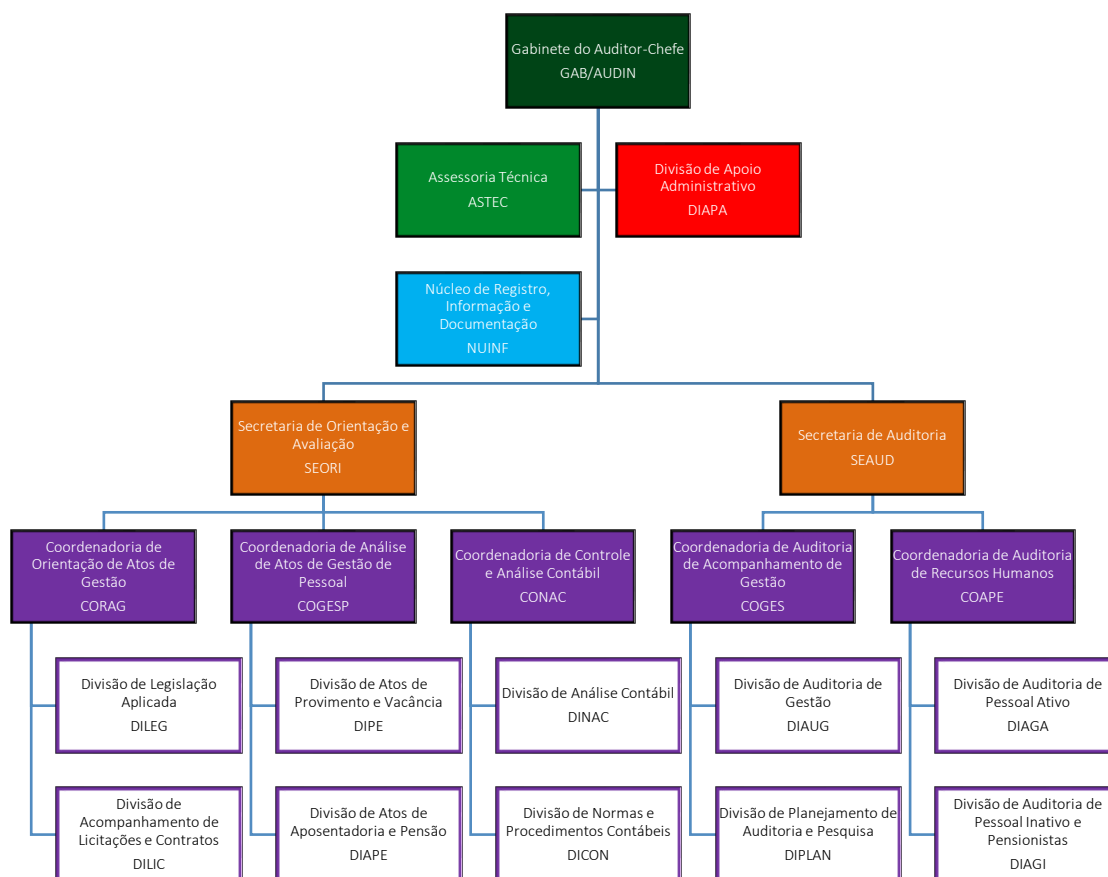 Gabinete do Auditor-Chefe
GAB/AUDIN
Assessoria Técnica
ASTEC
Divisão de Apoio
Administrativo
DIAPA
Núcleo de Registro,
Informação e
Documentação
NUINF
Secretaria de Orientação e
Avaliação
SEORI
Secretaria de Auditoria
SEAUD
Coordenadoria de
Orientação de Atos de
Gestão
CORAG
Coordenadoria de Análise
de Atos de Gestão de
Pessoal
COGESP
Coordenadoria de Controle
e Análise Contábil
CONAC
Coordenadoria de Auditoria
de Acompanhamento de
Gestão
COGES
Coordenadoria de Auditoria
de Recursos Humanos
COAPE
Divisão de Legislação
Aplicada
DILEG
Divisão de Atos de
Provimento e Vacância
DIPE
Divisão de Análise Contábil
DINAC
Divisão de Auditoria de
Gestão
DIAUG
Divisão de Auditoria de
Pessoal Ativo
DIAGA
Divisão de
Acompanhamento de
Licitações e Contratos
DILIC
Divisão de Atos de
Aposentadoria e Pensão
DIAPE
Divisão de Normas e
Procedimentos Contábeis
DICON
Divisão de Planejamento de
Auditoria e Pesquisa
DIPLAN
Divisão de Auditoria de
Pessoal Inativo e
Pensionistas
DIAGI